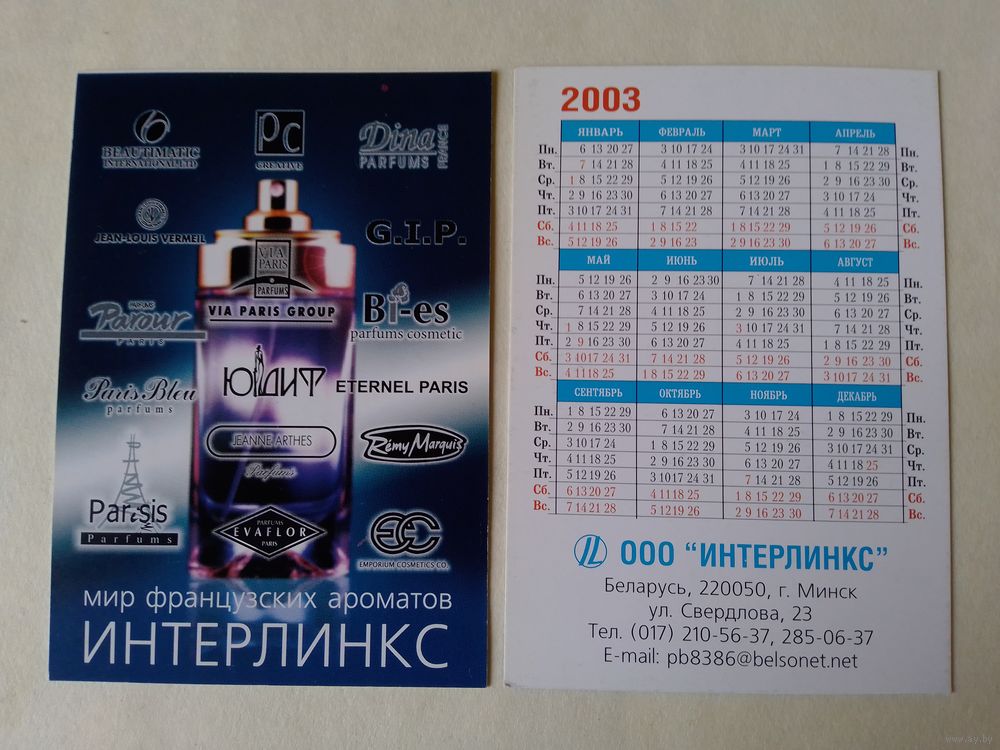 BEAUTIMATIC
INTERNATIONAL LTD
PC
CREATIVE
Dina
PARFUMS
FRANCE
JEAN-LOUIS VERMEIL
G.I.P.
VIA
PARIS
PARFUMS
VIA PARIS GROUP
PARFUMS
Parour
PARIS
Bi-es
parfums cosmetic
Paris Bleu
parfums
ЮДИТ
ETERNEL PARIS
JEANNE ARTHES
Parfums
Rémy Marquis
Parisis
Parfums
PARFUMS
EVAFLOR
PARIS
EC
EMPORIUM COSMETICS CO.
мир французских ароматов
ИНТЕРЛИНКС
2003
ЯНВАРЬ ФЕВРАЛЬ МАРТ АПРЕЛЬ
Пн. 6 13 20 27 3 10 17 24 3 10 17 24 31 7 14 21 28 Пн.
Вт. 7 14 21 28 4 11 18 25 4 11 18 25 1 8 15 22 29 Вт.
Ср. 1 8 15 22 29 5 12 19 26 5 12 19 26 2 9 16 23 30 Ср.
Чт. 2 9 16 23 30 6 13 20 27 6 13 20 27 3 10 17 24 Чт.
Пт. 3 10 17 24 31 7 14 21 28 7 14 21 28 4 11 18 25 Пт.
Сб. 4 11 18 25 1 8 15 22 1 8 15 22 29 5 12 19 26 Сб.
Вс. 5 12 19 26 2 9 16 23 2 9 16 23 30 6 13 20 27 Вс.
МАЙ ИЮНЬ ИЮЛЬ АВГУСТ
Пн. 5 12 19 26 2 9 16 23 30 7 14 21 28 4 11 18 25 Пн.
Вт. 6 13 20 27 3 10 17 24 1 8 15 22 29 5 12 19 26 Вт.
Ср. 7 14 21 28 4 11 18 25 2 9 16 23 30 6 13 20 27 Ср.
Чт. 1 8 15 22 29 5 12 19 26 3 10 17 24 31 7 14 21 28 Чт.
Пт. 2 9 16 23 30 6 13 20 27 4 11 18 25 1 8 15 22 29 Пт.
Сб. 3 10 17 24 31 7 14 21 28 5 12 19 26 2 9 16 23 30 Сб.
Вс. 4 11 18 25 1 8 15 22 29 6 13 20 27 3 10 17 24 31 Вс.
СЕНТЯБРЬ ОКТЯБРЬ НОЯБРЬ ДЕКАБРЬ
Пн. 1 8 15 22 29 6 13 20 27 3 10 17 24 1 8 15 22 29 Пн.
Вт. 2 9 16 23 30 7 14 21 28 4 11 18 25 2 9 16 23 30 Вт.
Ср. 3 10 17 24 1 8 15 22 29 5 12 19 26 3 10 17 24 31 Ср.
Чт. 4 11 18 25 2 9 16 23 30 6 13 20 27 4 11 18 25 Чт.
Пт. 5 12 19 26 3 10 17 24 31 7 14 21 28 5 12 19 26 Пт.
Сб. 6 13 20 27 4 11 18 25 1 8 15 22 29 6 13 20 27 Сб.
Вс. 7 14 21 28 5 12 19 26 2 9 16 23 30 7 14 21 28 Вс.
ООО "ИНТЕРЛИНКС"
Беларусь, 220050, г. Минск
ул. Свердлова, 23
Тел. (017) 210-56-37, 285-06-37
E-mail: pb8386@belsonet.net
www.ay.by